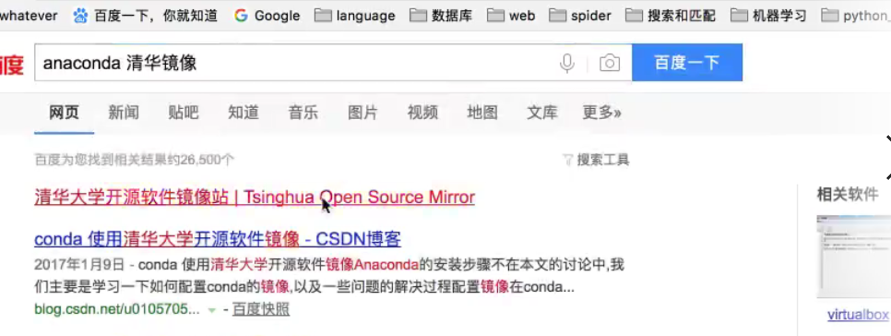 whatever 百度一下，你就知道 Google language 数据库 web spider 搜索和匹配 机器学习 python
anaconda 清华镜像 百度一下
网页 新闻 贴吧 知道 音乐 图片 视频 地图 文库 更多»
百度为您找到相关结果约26,500个 搜索工具
清华大学开源软件镜像站 | Tsinghua Open Source Mirror
相关软件
conda 使用清华大学开源软件镜像 - CSDN博客
2017年1月9日 - conda 使用清华大学开源软件镜像Anaconda的安装步骤不在本文的讨论中,我
们主要是学习一下如何配置conda的镜像,以及一些问题的解决过程配置镜像在conda...
blog.csdn.net/u0105705... - 百度快照
virtualbox